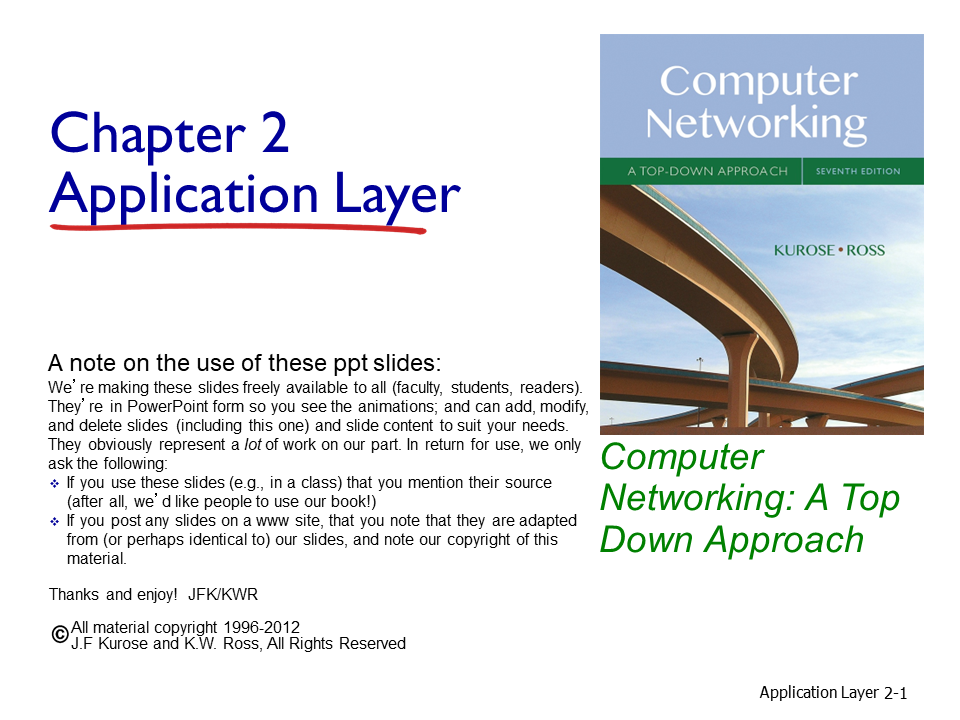 Chapter 2
Application Layer
A note on the use of these ppt slides:
We’re making these slides freely available to all (faculty, students, readers).
They’re in PowerPoint form so you see the animations; and can add, modify,
and delete slides (including this one) and slide content to suit your needs.
They obviously represent a lot of work on our part. In return for use, we only
ask the following:
❖ If you use these slides (e.g., in a class) that you mention their source
(after all, we’d like people to use our book!)
❖ If you post any slides on a www site, that you note that they are adapted
from (or perhaps identical to) our slides, and note our copyright of this
material.
Thanks and enjoy! JFK/KWR
© All material copyright 1996-2012
J.F Kurose and K.W. Ross, All Rights Reserved
Computer
Networking
A TOP-DOWN APPROACH SEVENTH EDITION
KUROSE • ROSS
Computer
Networking: A Top
Down Approach
Application Layer 2-1